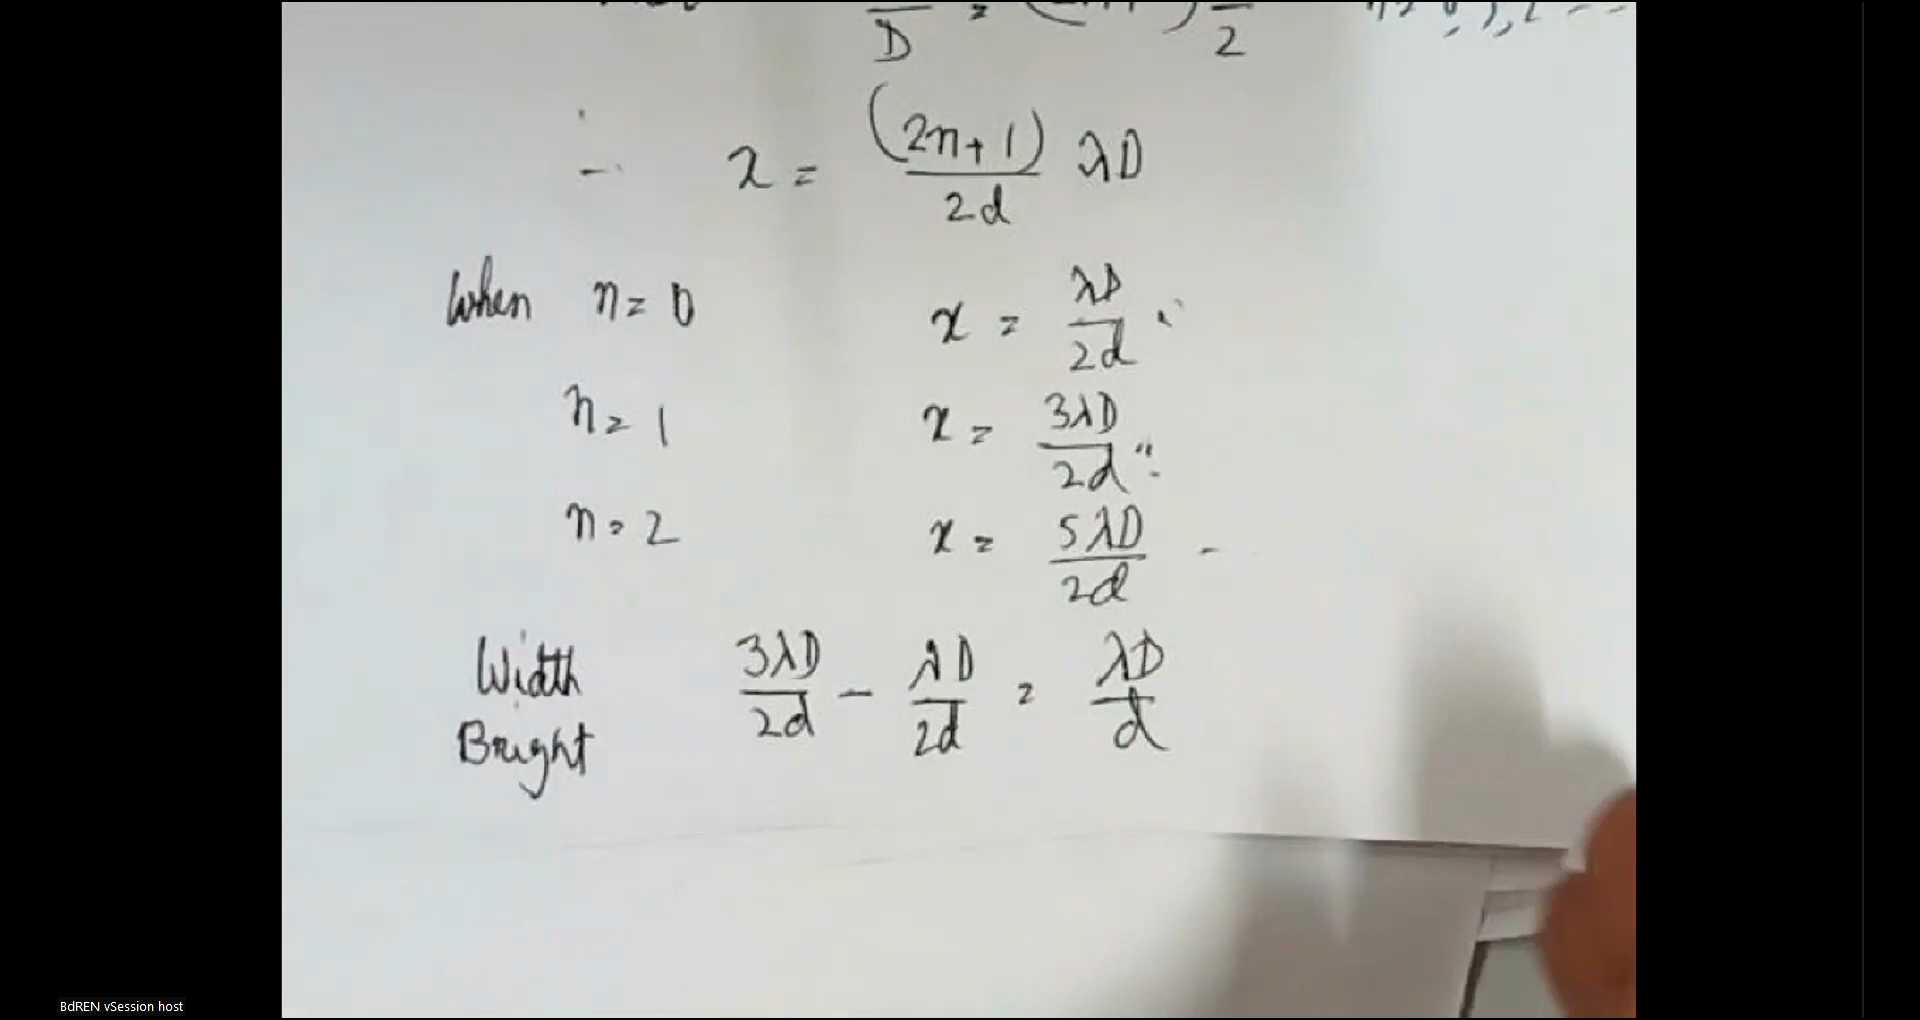 D = 2
∴ x = (2n+1)/2d λD
When n = 0 x = λD/2d
n = 1 x = 3λD/2d
n = 2 x = 5λD/2d
Width Bright 3λD/2d − λD/2d = λD/d
BdREN vSession host